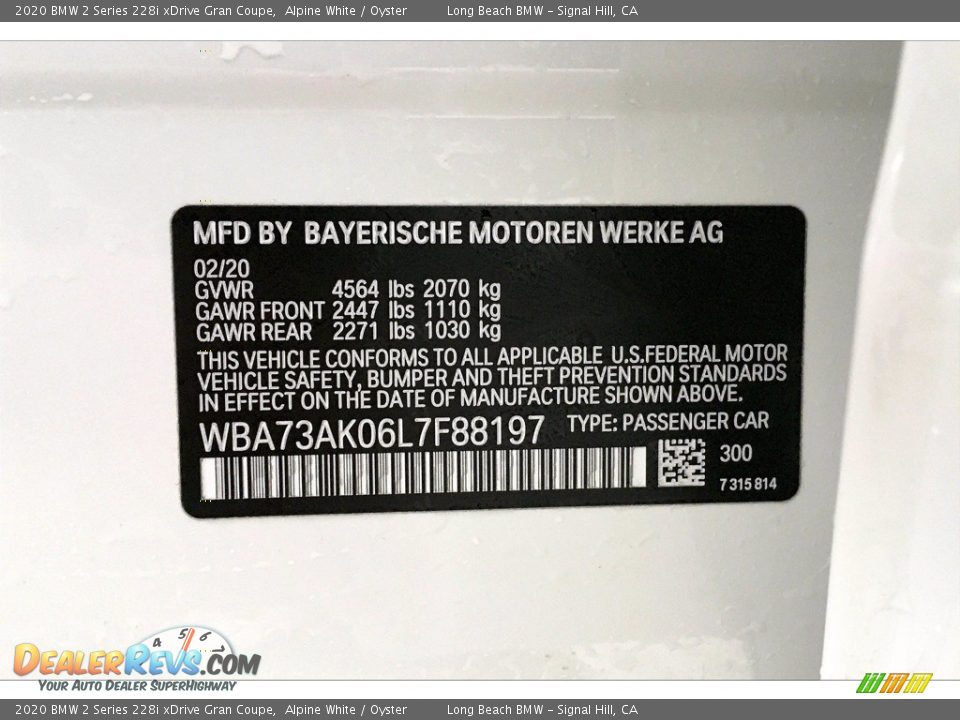 2020 BMW 2 Series 228i xDrive Gran Coupe, Alpine White / Oyster Long Beach BMW - Signal Hill, CA
MFD BY BAYERISCHE MOTOREN WERKE AG
02/20
GVWR 4564 lbs 2070 kg
GAWR FRONT 2447 lbs 1110 kg
GAWR REAR 2271 lbs 1030 kg
THIS VEHICLE CONFORMS TO ALL APPLICABLE U.S.FEDERAL MOTOR
VEHICLE SAFETY, BUMPER AND THEFT PREVENTION STANDARDS
IN EFFECT ON THE DATE OF MANUFACTURE SHOWN ABOVE.
WBA73AK06L7F88197 TYPE: PASSENGER CAR
300
7 315 814
4 5 6
DEALERREVS.COM
YOUR AUTO DEALER SUPERHIGHWAY
2020 BMW 2 Series 228i xDrive Gran Coupe, Alpine White / Oyster Long Beach BMW - Signal Hill, CA